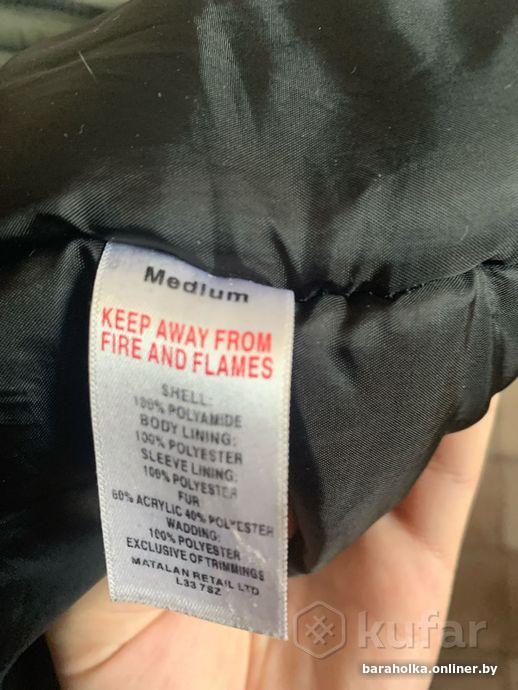 Medium
KEEP AWAY FROM
FIRE AND FLAMES
SHELL:
100% POLYAMIDE
BODY LINING:
100% POLYESTER
SLEEVE LINING:
100% POLYESTER
FUR
60% ACRYLIC 40% POLYESTER
WADDING:
100% POLYESTER
EXCLUSIVE OF TRIMMINGS
MATALAN RETAIL LTD
L33 7SZ
kufar
baraholka.onliner.by